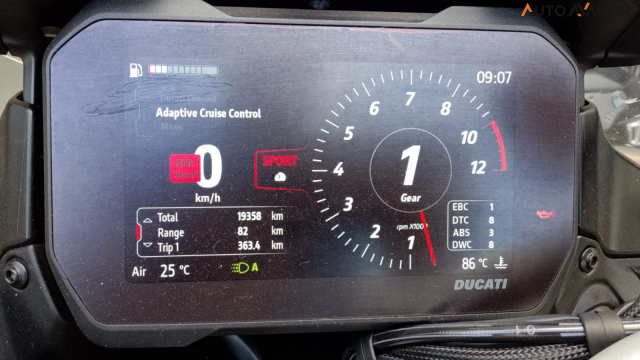 AUTO
09:07
Adaptive Cruise Control
Music
0
km/h
SPORT
Total 19358 km
Range 82 km
Trip 1 363.4 km
Air 25 °C
A
1
Gear
rpm X1000
1
2
3
4
5
6
7
8
10
12
EBC 1
DTC 8
ABS 3
DWC 8
86 °C
DUCATI